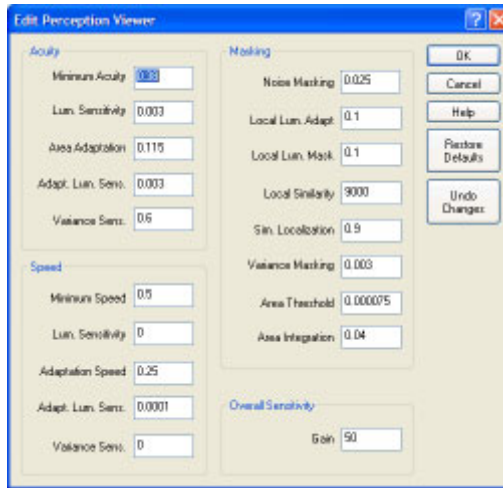 Edit Perception Viewer
Acuity
Minimum Acuity
Lum. Sensitivity 0.003
Area Adaptation 0.115
Adapt. Lum. Sens. 0.003
Variance Sens. 0.6
Speed
Minimum Speed 0.5
Lum. Sensitivity 0
Adaptation Speed 0.25
Adapt. Lum. Sens. 0.0001
Variance Sens. 0
Masking
Noise Masking 0.025
Local Lum. Adapt. 0.1
Local Lum. Mask. 0.1
Local Similarity 9000
Sim. Localization 0.9
Variance Masking 0.003
Area Threshold 0.000075
Area Integration 0.04
Overall Sensitivity
Gain 50
OK
Cancel
Help
Restore
Defaults
Undo
Changes